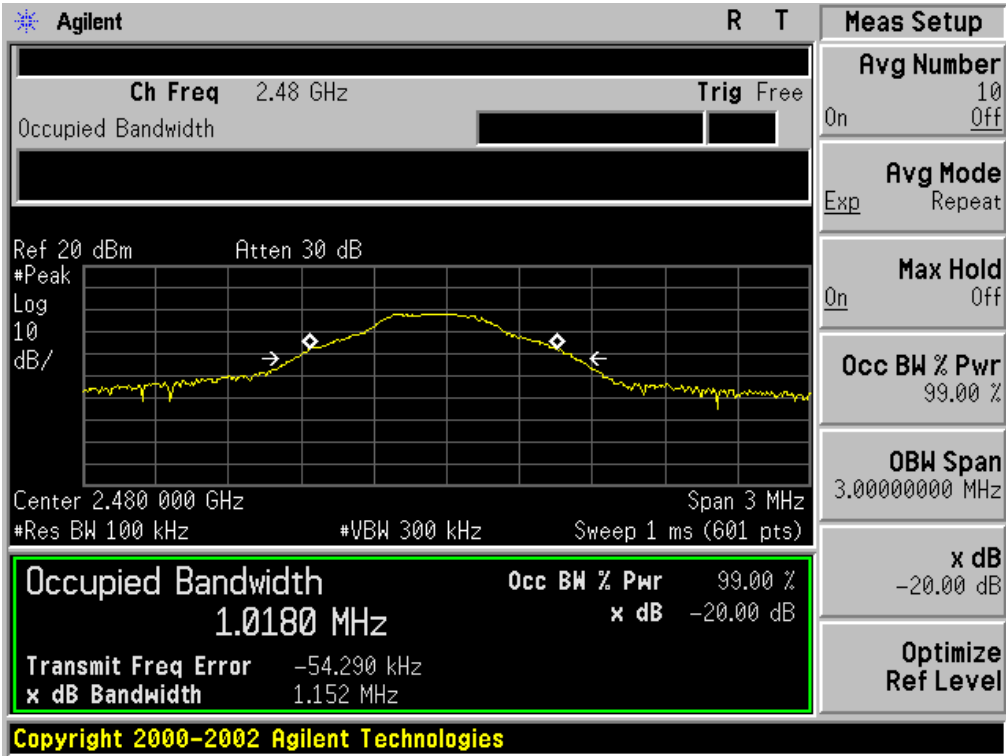 Agilent R T
Ch Freq 2.48 GHz Trig Free
Occupied Bandwidth
Ref 20 dBm Atten 30 dB
#Peak
Log
10
dB/
Center 2.480 000 GHz Span 3 MHz
#Res BW 100 kHz #VBW 300 kHz Sweep 1 ms (601 pts)
Occupied Bandwidth Occ BW % Pwr 99.00 %
1.0180 MHz x dB -20.00 dB
Transmit Freq Error -54.290 kHz
x dB Bandwidth 1.152 MHz
Copyright 2000-2002 Agilent Technologies
Meas Setup
Avg Number
10
On Off
Avg Mode
Exp Repeat
Max Hold
On Off
Occ BW % Pwr
99.00 %
OBW Span
3.00000000 MHz
x dB
-20.00 dB
Optimize
Ref Level